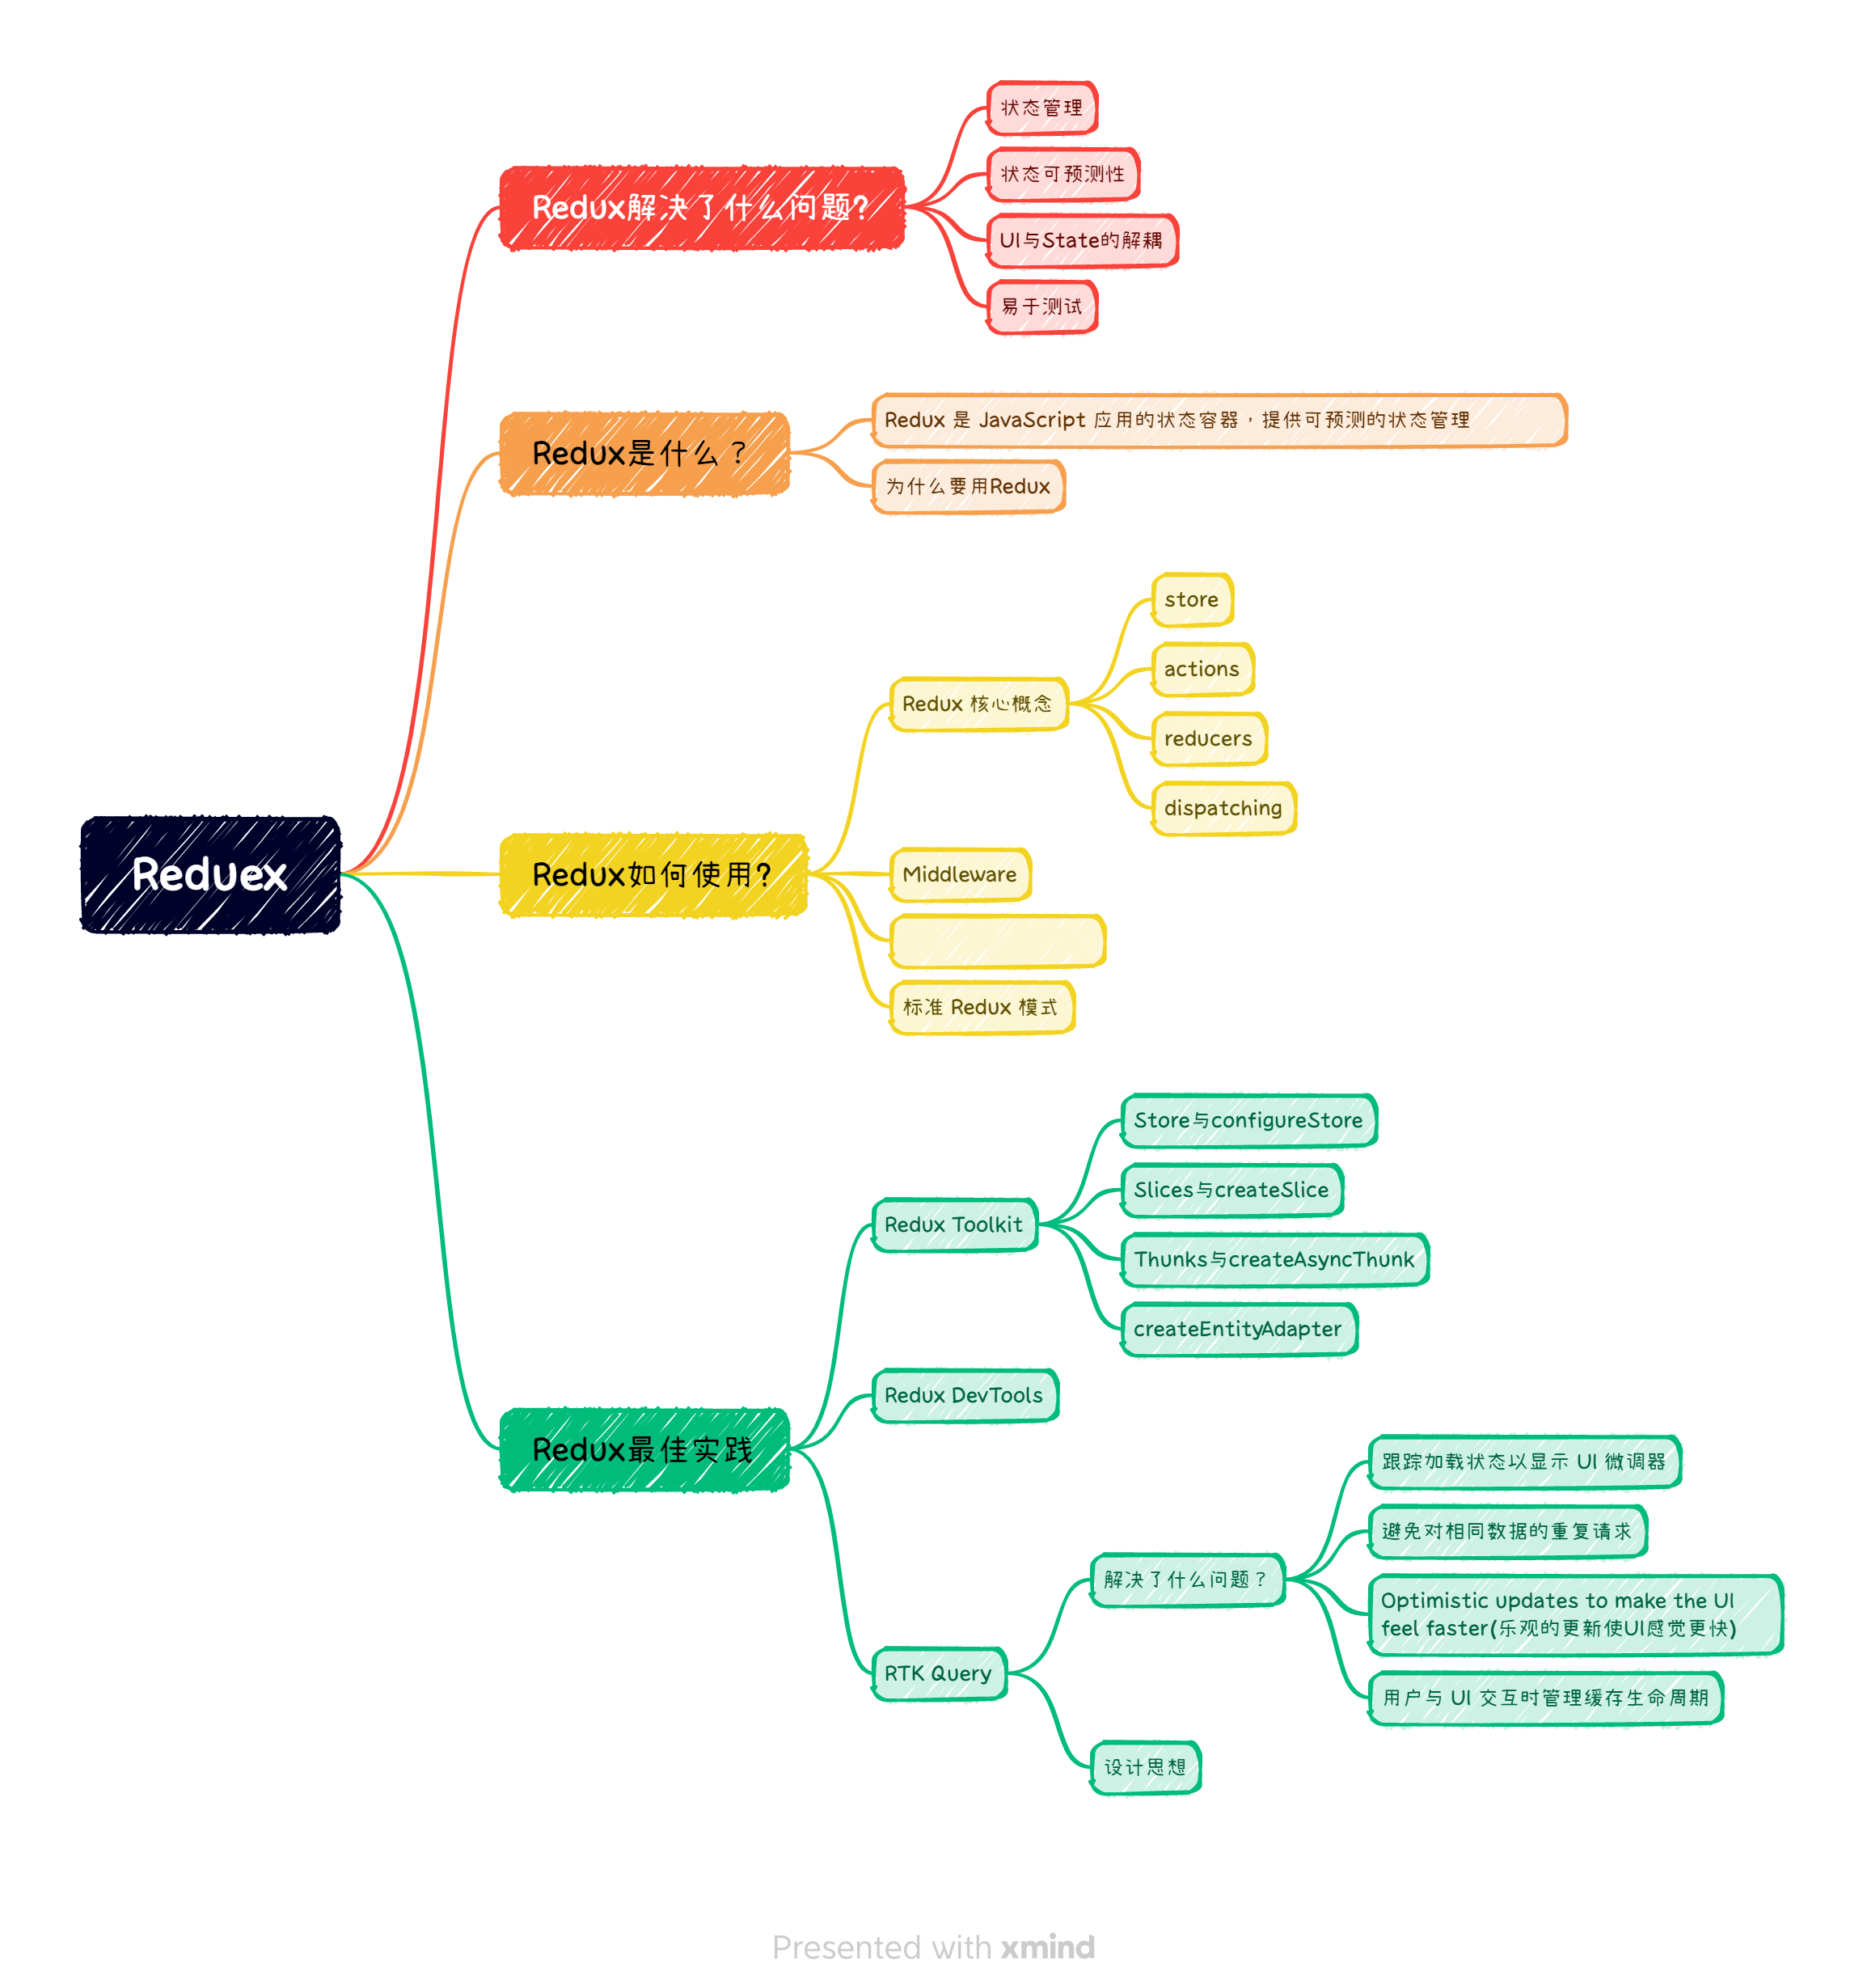 Reduex
Redux解决了什么问题?
状态管理
状态可预测性
UI与State的解耦
易于测试
Redux是什么？
Redux 是 JavaScript 应用的状态容器，提供可预测的状态管理
为什么要用Redux
Redux如何使用?
Redux 核心概念
store
actions
reducers
dispatching
Middleware
标准 Redux 模式
Redux最佳实践
Redux Toolkit
Store与configureStore
Slices与createSlice
Thunks与createAsyncThunk
createEntityAdapter
Redux DevTools
RTK Query
解决了什么问题？
跟踪加载状态以显示 UI 微调器
避免对相同数据的重复请求
Optimistic updates to make the UI
feel faster(乐观的更新使UI感觉更快)
用户与 UI 交互时管理缓存生命周期
设计思想
Presented with xmind